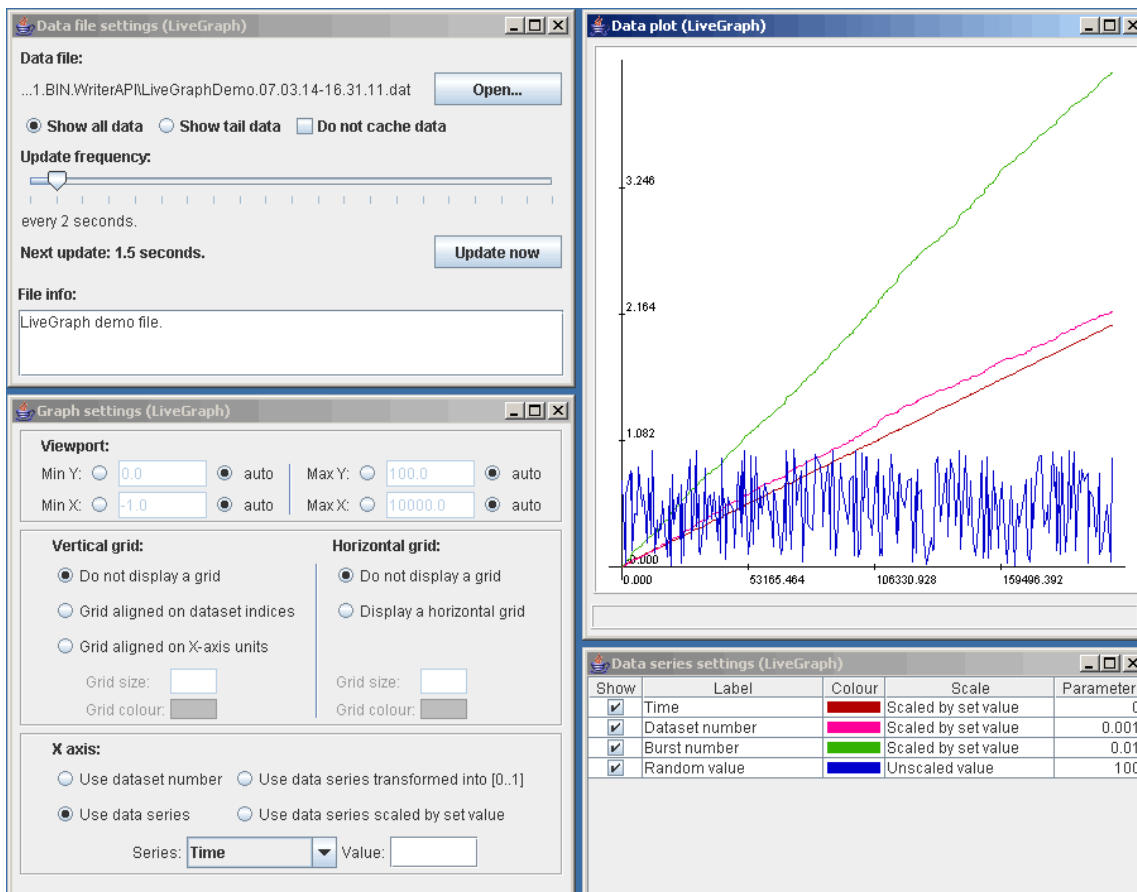 Data file settings (LiveGraph)
Data file:
...1.BIN.WriterAPI\LiveGraphDemo.07.03.14-16.31.11.dat Open...
Show all data Show tail data Do not cache data
Update frequency:
every 2 seconds.
Next update: 1.5 seconds. Update now
File info:
LiveGraph demo file.
Graph settings (LiveGraph)
Viewport:
Min Y: 0.0 auto Max Y: 100.0 auto
Min X: -1.0 auto Max X: 10000.0 auto
Vertical grid: Horizontal grid:
Do not display a grid Do not display a grid
Grid aligned on dataset indices Display a horizontal grid
Grid aligned on X-axis units
Grid size: Grid size:
Grid colour: Grid colour:
X axis:
Use dataset number Use data series transformed into [0..1]
Use data series Use data series scaled by set value
Series: Time Value:
Data plot (LiveGraph)
3.246
2.164
1.082
-0.000
0.000 53165.464 106330.928 159496.392
Data series settings (LiveGraph)
Show Label Colour Scale Parameter
Time Scaled by set value 0
Dataset number Scaled by set value 0.001
Burst number Scaled by set value 0.01
Random value Unscaled value 100